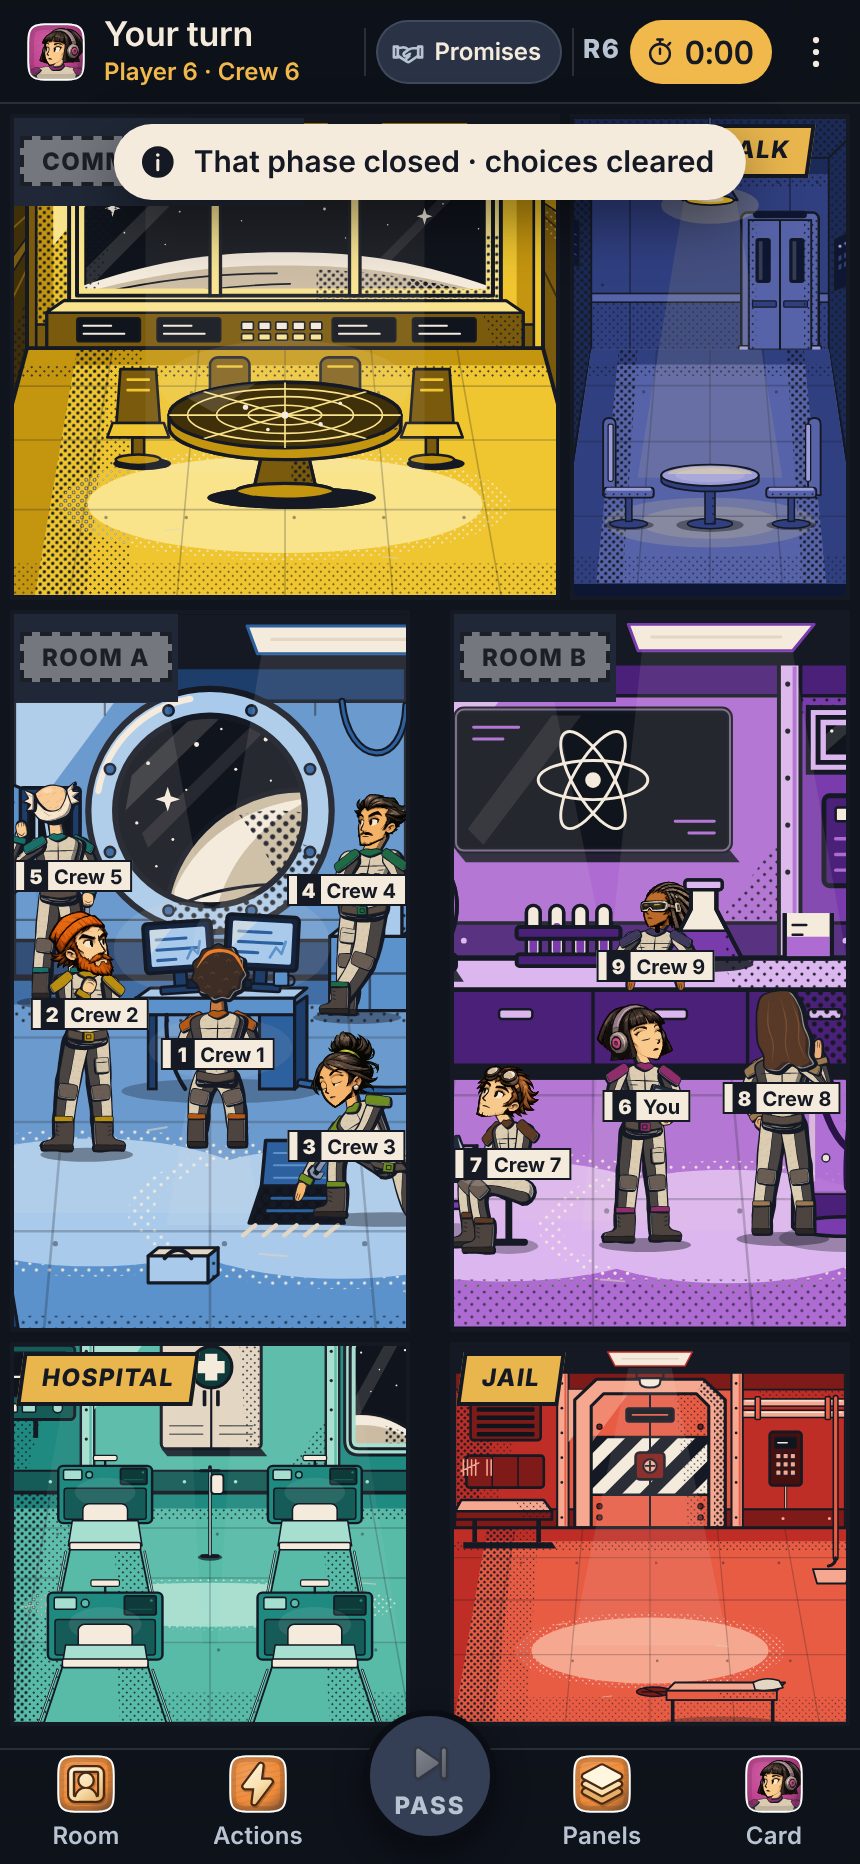 Your turn
Player 6 · Crew 6
Promises
R6
0:00
That phase closed · choices cleared
ROOM A
ROOM B
5 Crew 5
4 Crew 4
2 Crew 2
1 Crew 1
3 Crew 3
9 Crew 9
6 You
8 Crew 8
7 Crew 7
HOSPITAL
JAIL
Room
Actions
PASS
Panels
Card